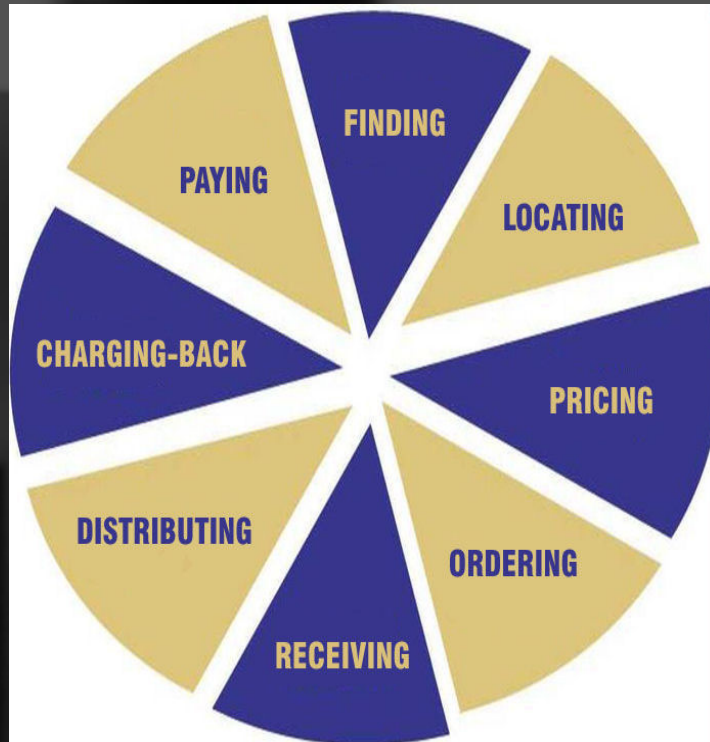 FINDING
LOCATING
PRICING
ORDERING
RECEIVING
DISTRIBUTING
CHARGING-BACK
PAYING